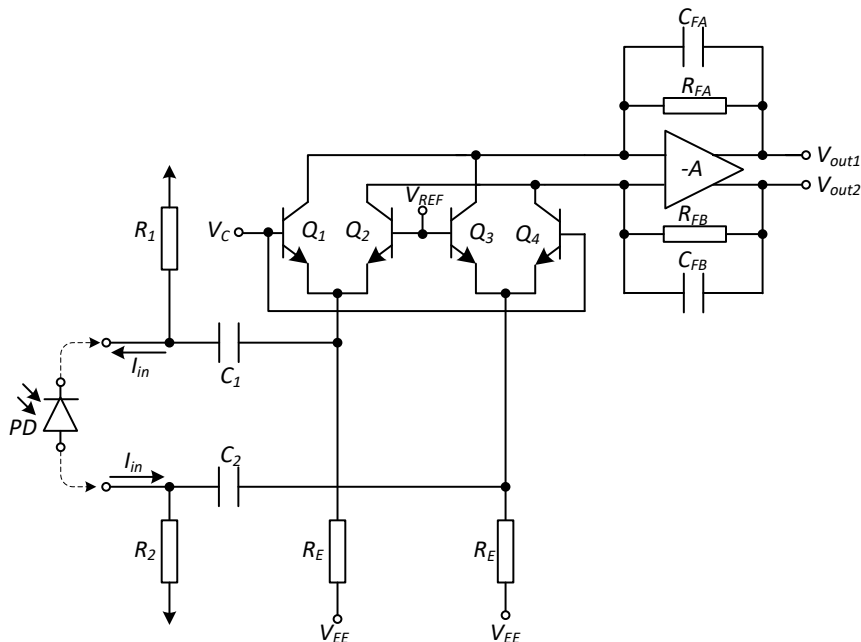 C_FA
R_FA
-A
V_out1
V_out2
R_FB
C_FB
V_REF
V_C
Q_1
Q_2
Q_3
Q_4
R_1
I_in
C_1
PD
I_in
C_2
R_2
R_E
R_E
V_EE
V_EE